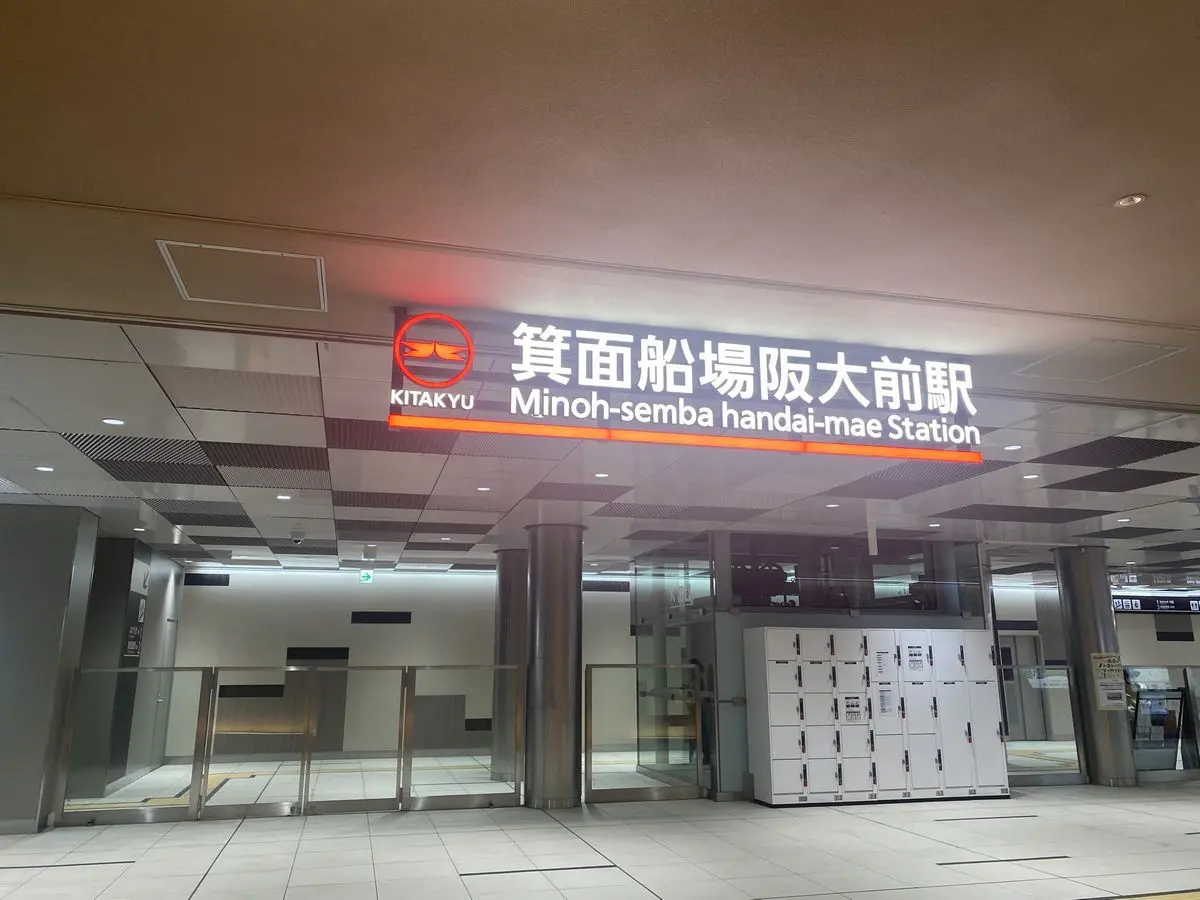 KITAKYU
箕面船場阪大前駅
Minoh-semba handai-mae Station